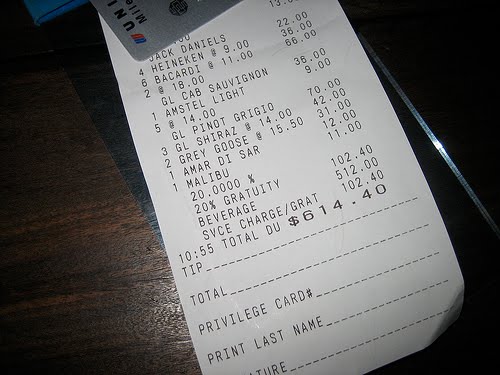 UNI
JACK DANIELS 22.00
4 HEINEKEN @ 9.00 36.00
6 BACARDI @ 11.00 66.00
2 @ 18.00
GL CAB SAUVIGNON 36.00
1 AMSTEL LIGHT 9.00
5 @ 14.00
GL PINOT GRIGIO 70.00
3 GL SHIRAZ @ 14.00 42.00
2 GREY GOOSE @ 15.50 31.00
1 AMAR DI SAR 12.00
1 MALIBU 11.00
20.0000 %
20% GRATUITY 102.40
BEVERAGE 512.00
SVCE CHARGE/GRAT 102.40
10:55 TOTAL DU $614.40
TIP
TOTAL
PRIVILEGE CARD#
PRINT LAST NAME